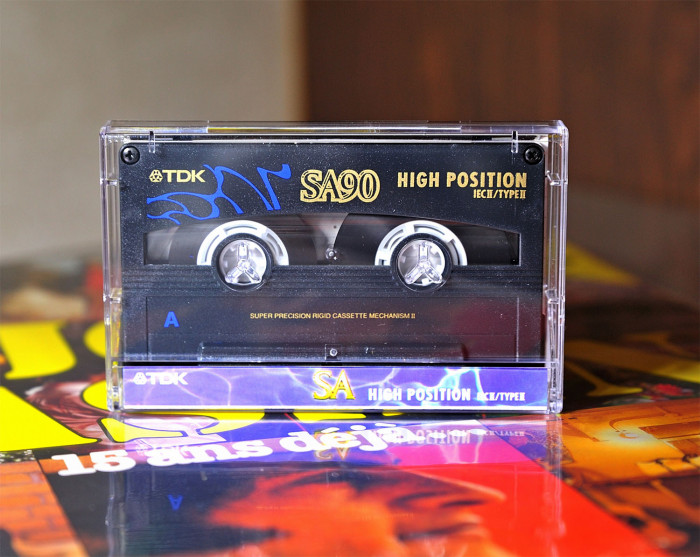 TDK
SA90
HIGH POSITION
IECⅡ/TYPEⅡ
A
SUPER PRECISION RIGID CASSETTE MECHANISM Ⅱ
TDK
SA
HIGH POSITION IECⅡ/TYPEⅡ
15 ans déjà